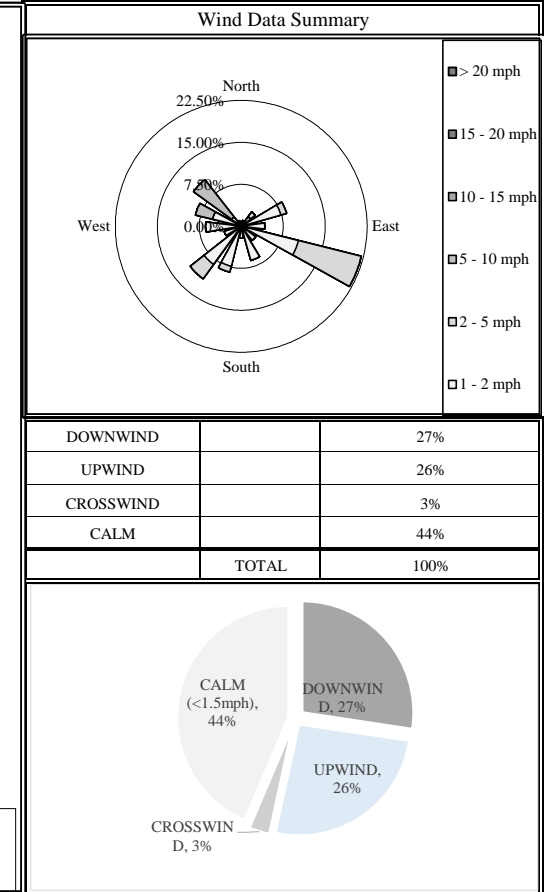 Wind Data Summary
North
22.50%
15.00%
7.50%
0.00%
West
East
South
> 20 mph
15 - 20 mph
10 - 15 mph
5 - 10 mph
2 - 5 mph
1 - 2 mph
DOWNWIND 27%
UPWIND 26%
CROSSWIND 3%
CALM 44%
TOTAL 100%
CALM
(<1.5mph),
44%
DOWNWIN
D, 27%
UPWIND,
26%
CROSSWIN
D, 3%